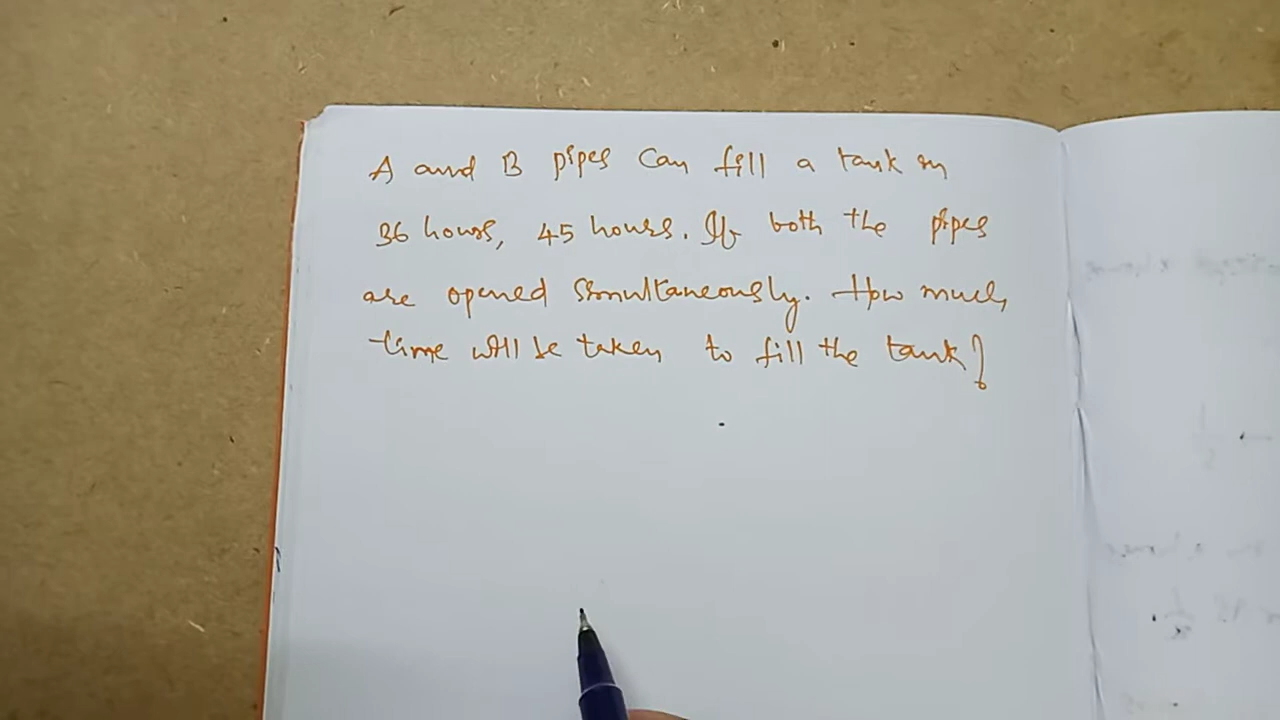 A and B pipes can fill a tank in
36 hours, 45 hours. If both the pipes
are opened simultaneously. How much
time will be taken to fill the tank?